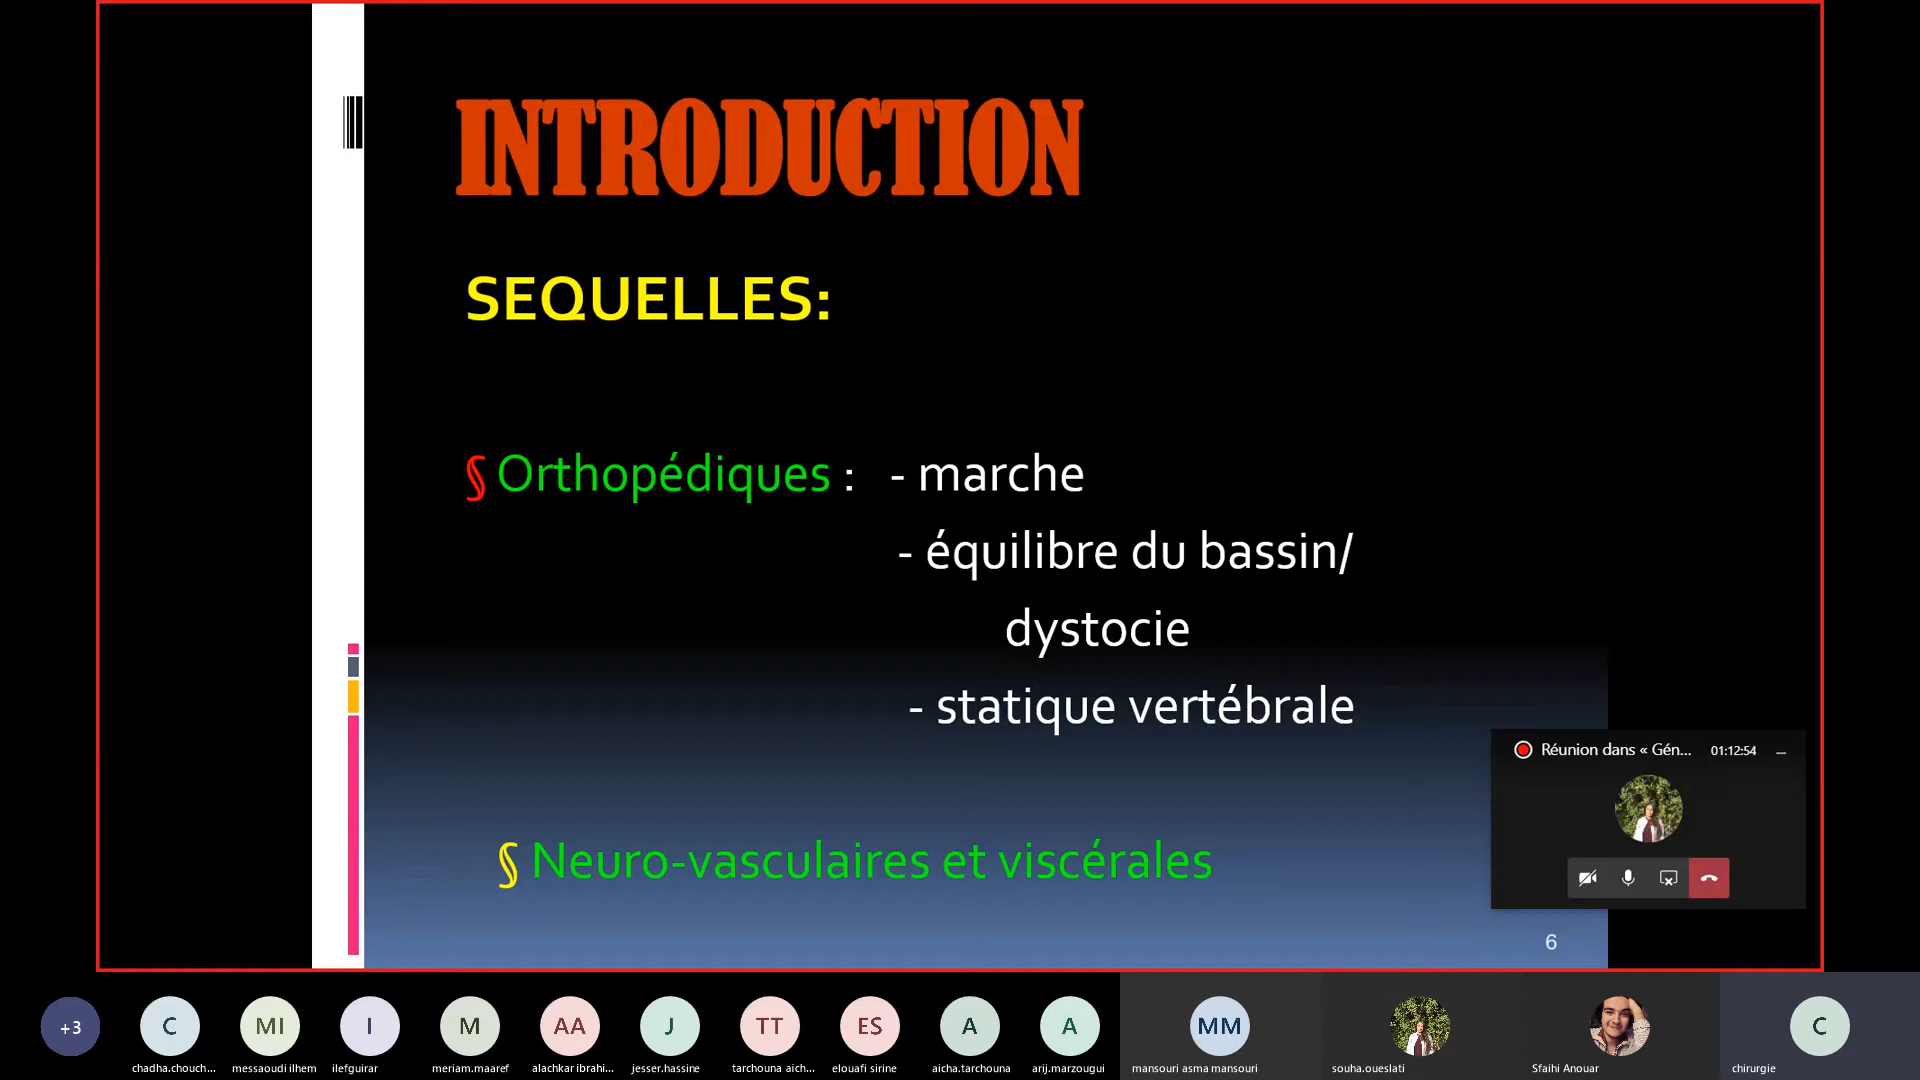 INTRODUCTION
SEQUELLES:
§ Orthopédiques : - marche
- équilibre du bassin/
dystocie
- statique vertébrale
§ Neuro-vasculaires et viscérales
6
Réunion dans « Gén... 01:12:54
+3
C
MI
I
M
AA
J
TT
ES
A
A
MM
C
chadha.chouch...
messaoudi ilhem
ilefguirar
meriam.maaref
alachkar ibrahi...
jesser.hassine
tarchouna aich...
elouafi sirine
aicha.tarchouna
arij.marzougui
mansouri asma mansouri
souha.oueslati
Sfaihi Anouar
chirurgie